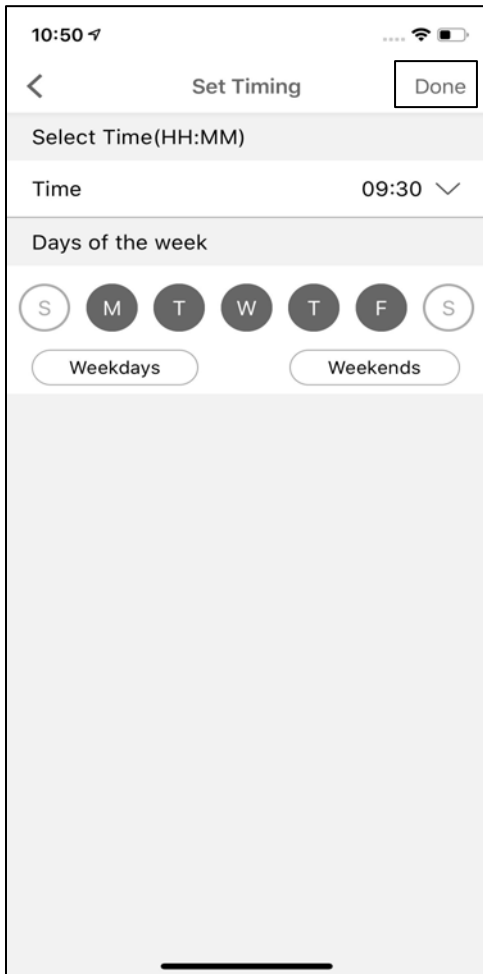 10:50
Set Timing Done
Select Time(HH:MM)
Time 09:30
Days of the week
S M T W T F S
Weekdays Weekends